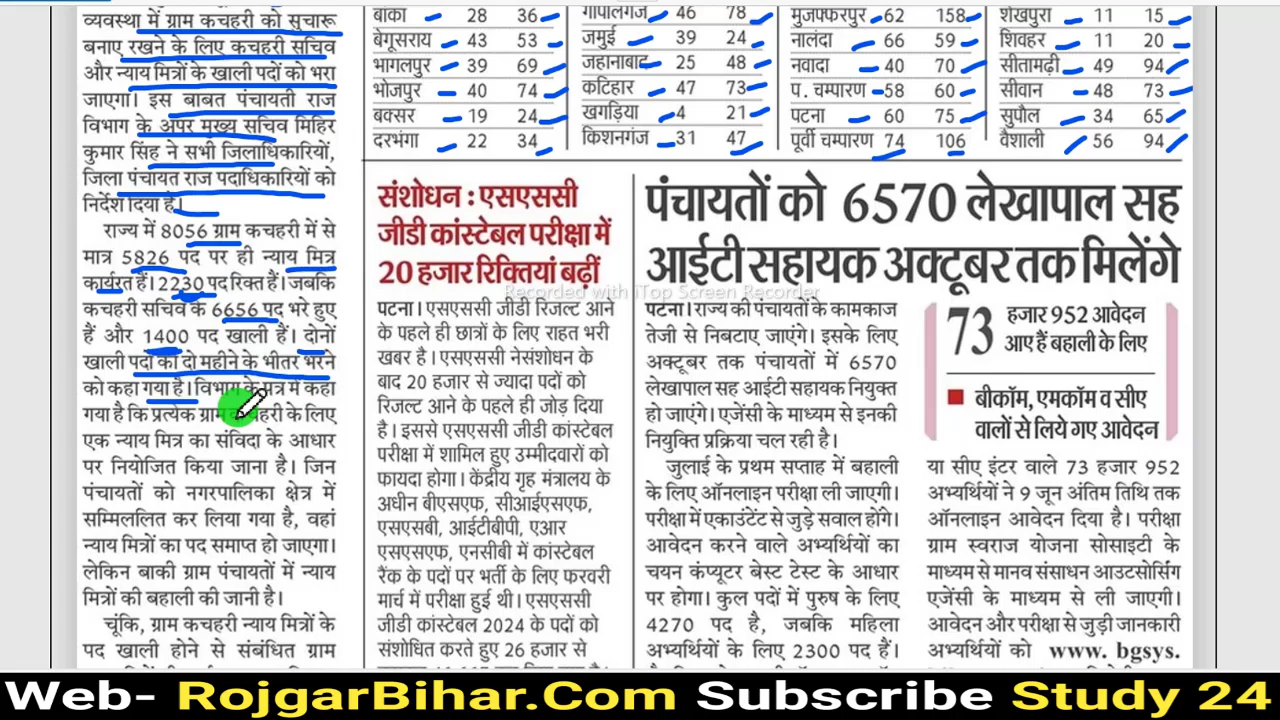 व्यवस्था में ग्राम कचहरी को सुचारू
बनाए रखने के लिए कचहरी सचिव
और न्याय मित्रों के खाली पदों को भरा
जाएगा। इस बाबत पंचायती राज
विभाग के अपर मुख्य सचिव मिहिर
कुमार सिंह ने सभी जिलाधिकारियों,
जिला पंचायत राज पदाधिकारियों को
निर्देश दिया है।
राज्य में 8056 ग्राम कचहरी में से
मात्र 5826 पद पर ही न्याय मित्र
कार्यरत हैं। 2230 पद रिक्त हैं। जबकि
कचहरी सचिव के 6656 पद भरे हुए
हैं और 1400 पद खाली हैं। दोनों
खाली पदों को दो महीने के भीतर भरने
को कहा गया है। विभाग के पत्र में कहा
गया है कि प्रत्येक ग्राम कचहरी के लिए
एक न्याय मित्र का संविदा के आधार
पर नियोजित किया जाना है। जिन
पंचायतों को नगरपालिका क्षेत्र में
सम्मिललित कर लिया गया है, वहां
न्याय मित्रों का पद समाप्त हो जाएगा।
लेकिन बाकी ग्राम पंचायतों में न्याय
मित्रों की बहाली की जानी है।
चूंकि, ग्राम कचहरी न्याय मित्रों के
पद खाली होने से संबंधित ग्राम
बांका 28 36
बेगूसराय 43 53
भागलपुर 39 69
भोजपुर 40 74
बक्सर 19 24
दरभंगा 22 34
गोपालगंज 46 78
जमुई 39 24
जहानाबाद 25 48
कटिहार 47 73
खगड़िया 4 21
किशनगंज 31 47
मुजफ्फरपुर 62 158
नालंदा 66 59
नवादा 40 70
प. चम्पारण 58 60
पटना 60 75
पूर्वी चम्पारण 74 106
शेखपुरा 11 15
शिवहर 11 20
सीतामढ़ी 49 94
सीवान 48 73
सुपौल 34 65
वैशाली 56 94
संशोधन : एसएससी
जीडी कांस्टेबल परीक्षा में
20 हजार रिक्तियां बढ़ीं
पटना। एसएससी जीडी रिजल्ट आने
के पहले ही छात्रों के लिए राहत भरी
खबर है। एसएससी नेसंशोधन के
बाद 20 हजार से ज्यादा पदों को
रिजल्ट आने के पहले ही जोड़ दिया
है। इससे एसएससी जीडी कांस्टेबल
परीक्षा में शामिल हुए उम्मीदवारों को
फायदा होगा। केंद्रीय गृह मंत्रालय के
अधीन बीएसएफ, सीआईएसएफ,
एसएसबी, आईटीबीपी, एआर
एसएसएफ, एनसीबी में कांस्टेबल
रैंक के पदों पर भर्ती के लिए फरवरी
मार्च में परीक्षा हुई थी। एसएससी
जीडी कांस्टेबल 2024 के पदों को
संशोधित करते हुए 26 हजार से
पंचायतों को 6570 लेखापाल सह
आईटी सहायक अक्टूबर तक मिलेंगे
Recorded with iTop Screen Recorder
पटना। राज्य की पंचायतों के कामकाज
तेजी से निबटाए जाएंगे। इसके लिए
अक्टूबर तक पंचायतों में 6570
लेखापाल सह आईटी सहायक नियुक्त
हो जाएंगे। एजेंसी के माध्यम से इनकी
नियुक्ति प्रक्रिया चल रही है।
जुलाई के प्रथम सप्ताह में बहाली
के लिए ऑनलाइन परीक्षा ली जाएगी।
परीक्षा में एकाउंटेंट से जुड़े सवाल होंगे।
आवेदन करने वाले अभ्यर्थियों का
चयन कंप्यूटर बेस्ट टेस्ट के आधार
पर होगा। कुल पदों में पुरुष के लिए
4270 पद है, जबकि महिला
अभ्यर्थियों के लिए 2300 पद हैं।
73 हजार 952 आवेदन
आए हैं बहाली के लिए
बीकॉम, एमकॉम व सीए
वालों से लिये गए आवेदन
या सीए इंटर वाले 73 हजार 952
अभ्यर्थियों ने 9 जून अंतिम तिथि तक
ऑनलाइन आवेदन दिया है। परीक्षा
ग्राम स्वराज योजना सोसाइटी के
माध्यम से मानव संसाधन आउटसोर्सिंग
एजेंसी के माध्यम से ली जाएगी।
आवेदन और परीक्षा से जुड़ी जानकारी
अभ्यर्थियों को www. bgsys.
Web- RojgarBihar.Com Subscribe Study 24